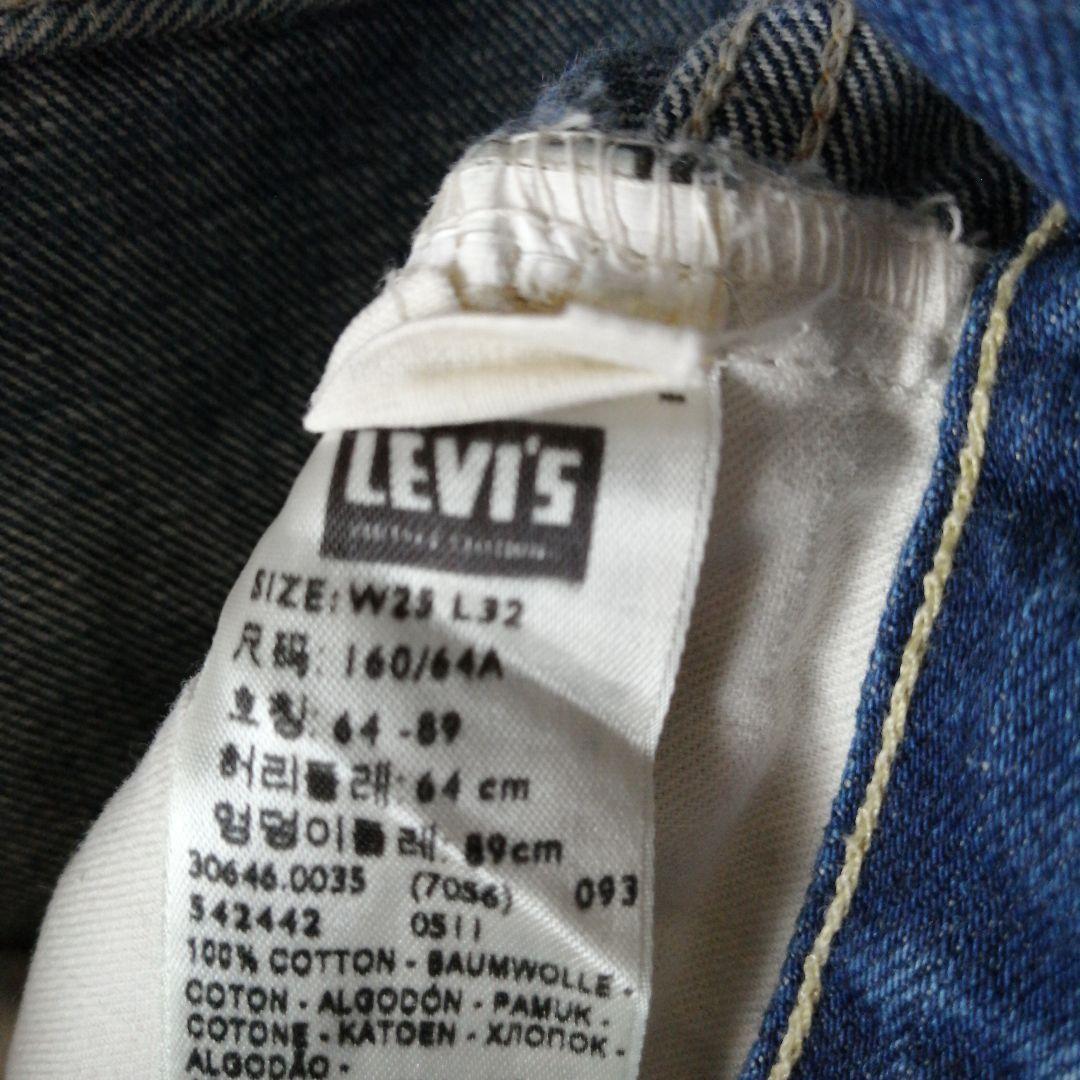 LEVI'S
VINTAGE CLOTHING
SIZE: W25 L32
尺码: 160/64A
호칭: 64 -89
허리둘레: 64 cm
엉덩이둘레: 89cm
30646.0035 (7056) 093
542442 0511
100% COTTON - BAUMWOLLE -
COTON - ALGODÓN - PAMUK -
COTONE - KATOEN - ХЛОПОК -
ALGODÃO -